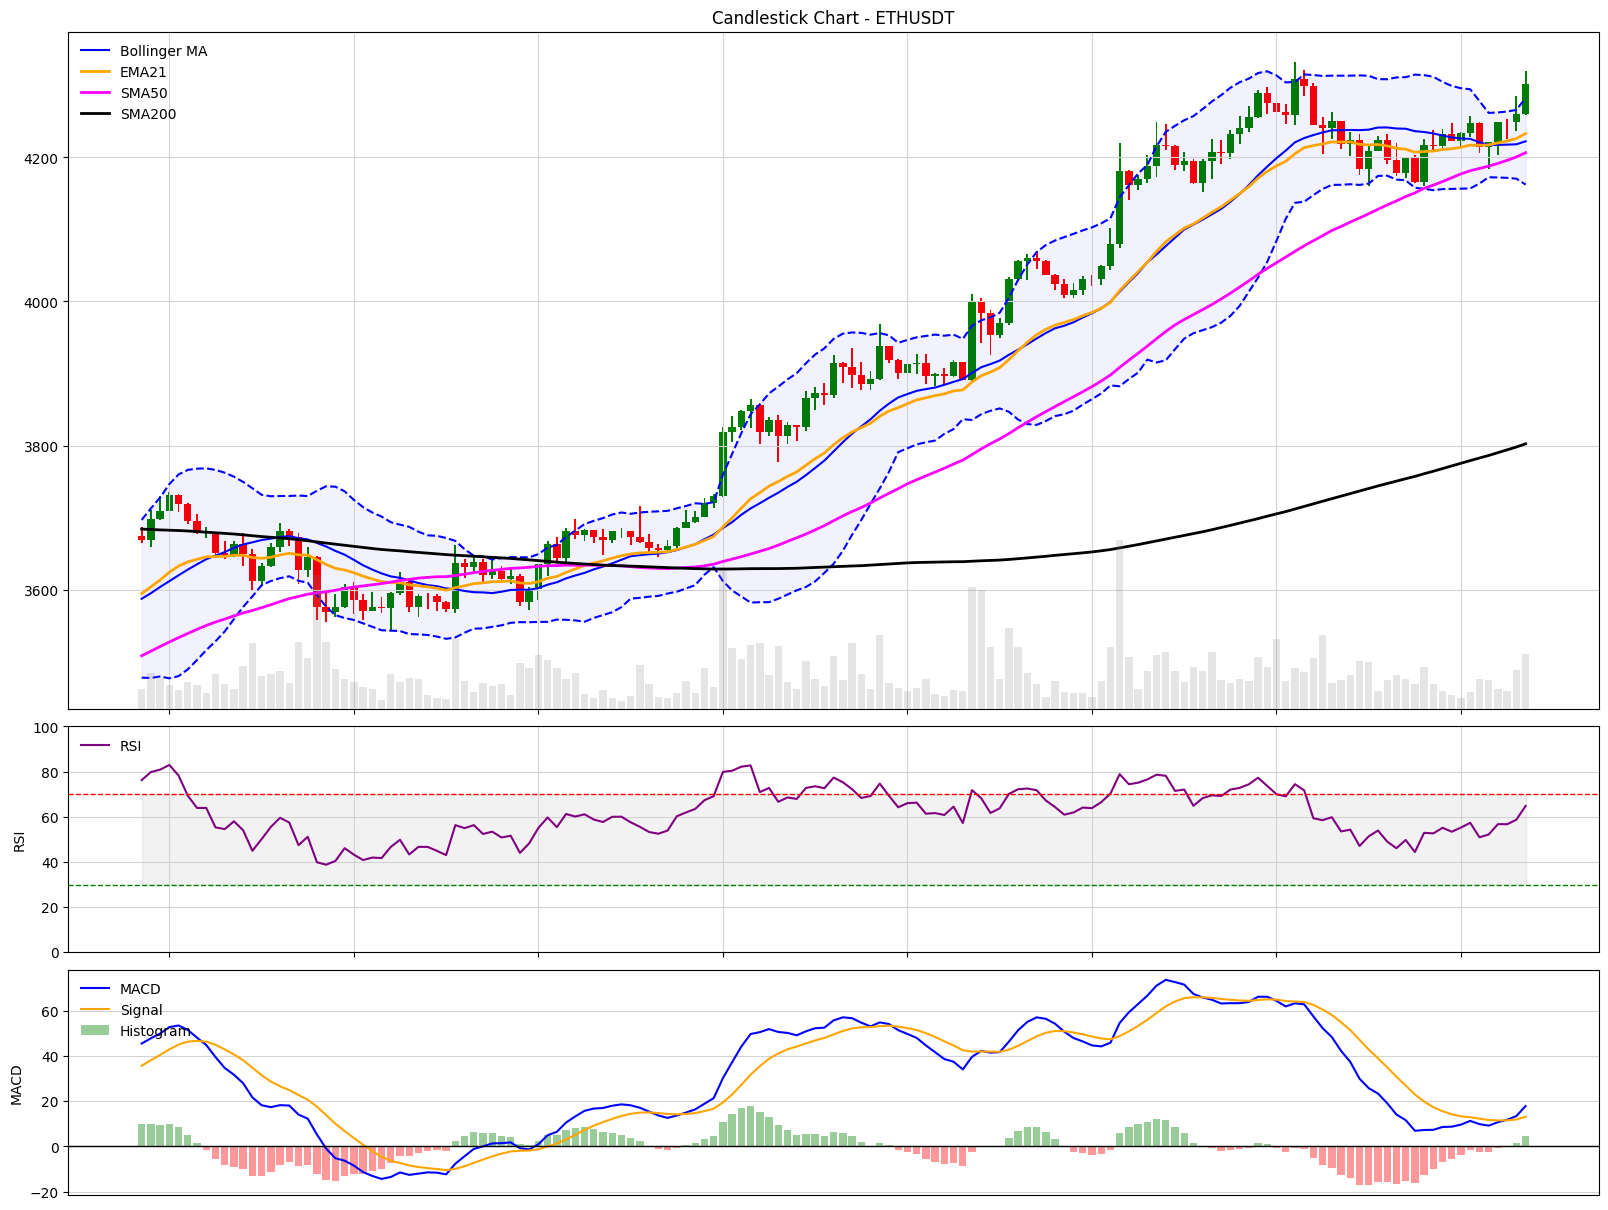 Candlestick Chart - ETHUSDT
Bollinger MA
EMA21
SMA50
SMA200
4200
4000
3800
3600
100
80
60
40
20
0
RSI
RSI
MACD
Signal
Histogram
60
40
20
0
−20
MACD